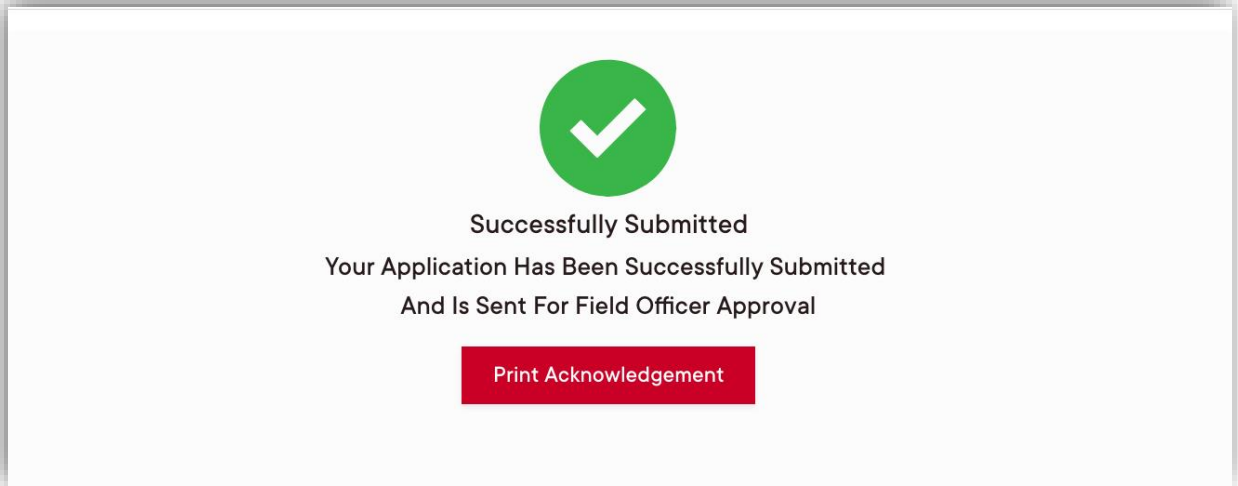 Successfully Submitted
Your Application Has Been Successfully Submitted
And Is Sent For Field Officer Approval
Print Acknowledgement